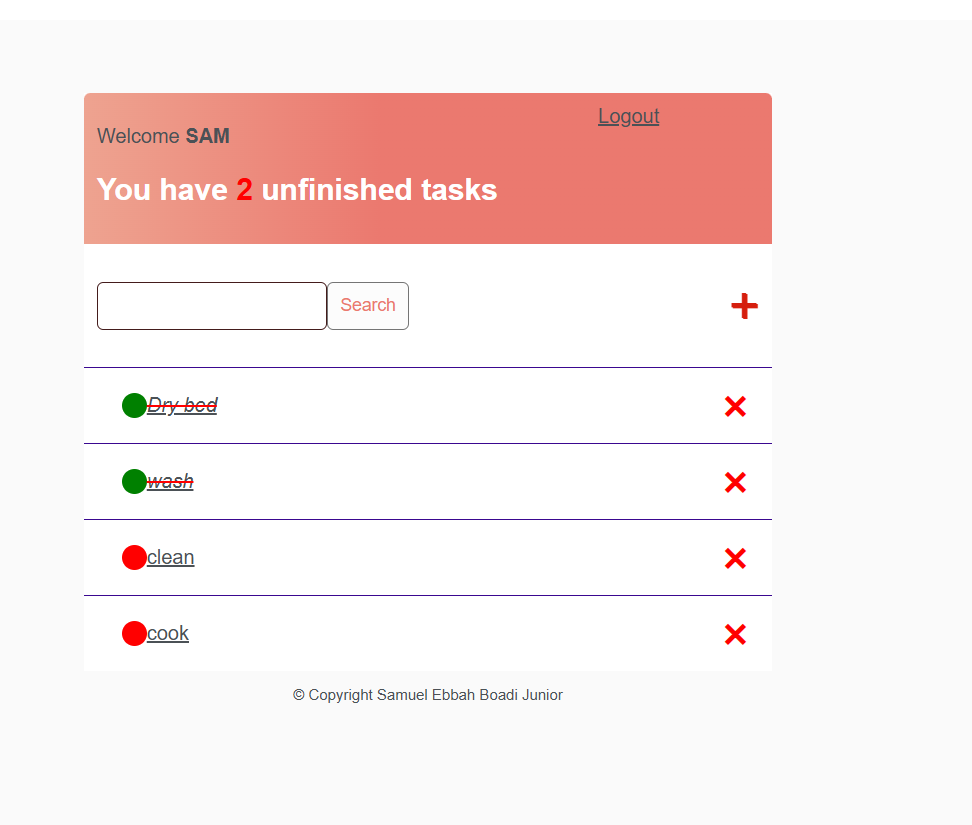 Logout
Welcome SAM
You have 2 unfinished tasks
Search
Dry bed
wash
clean
cook
© Copyright Samuel Ebbah Boadi Junior